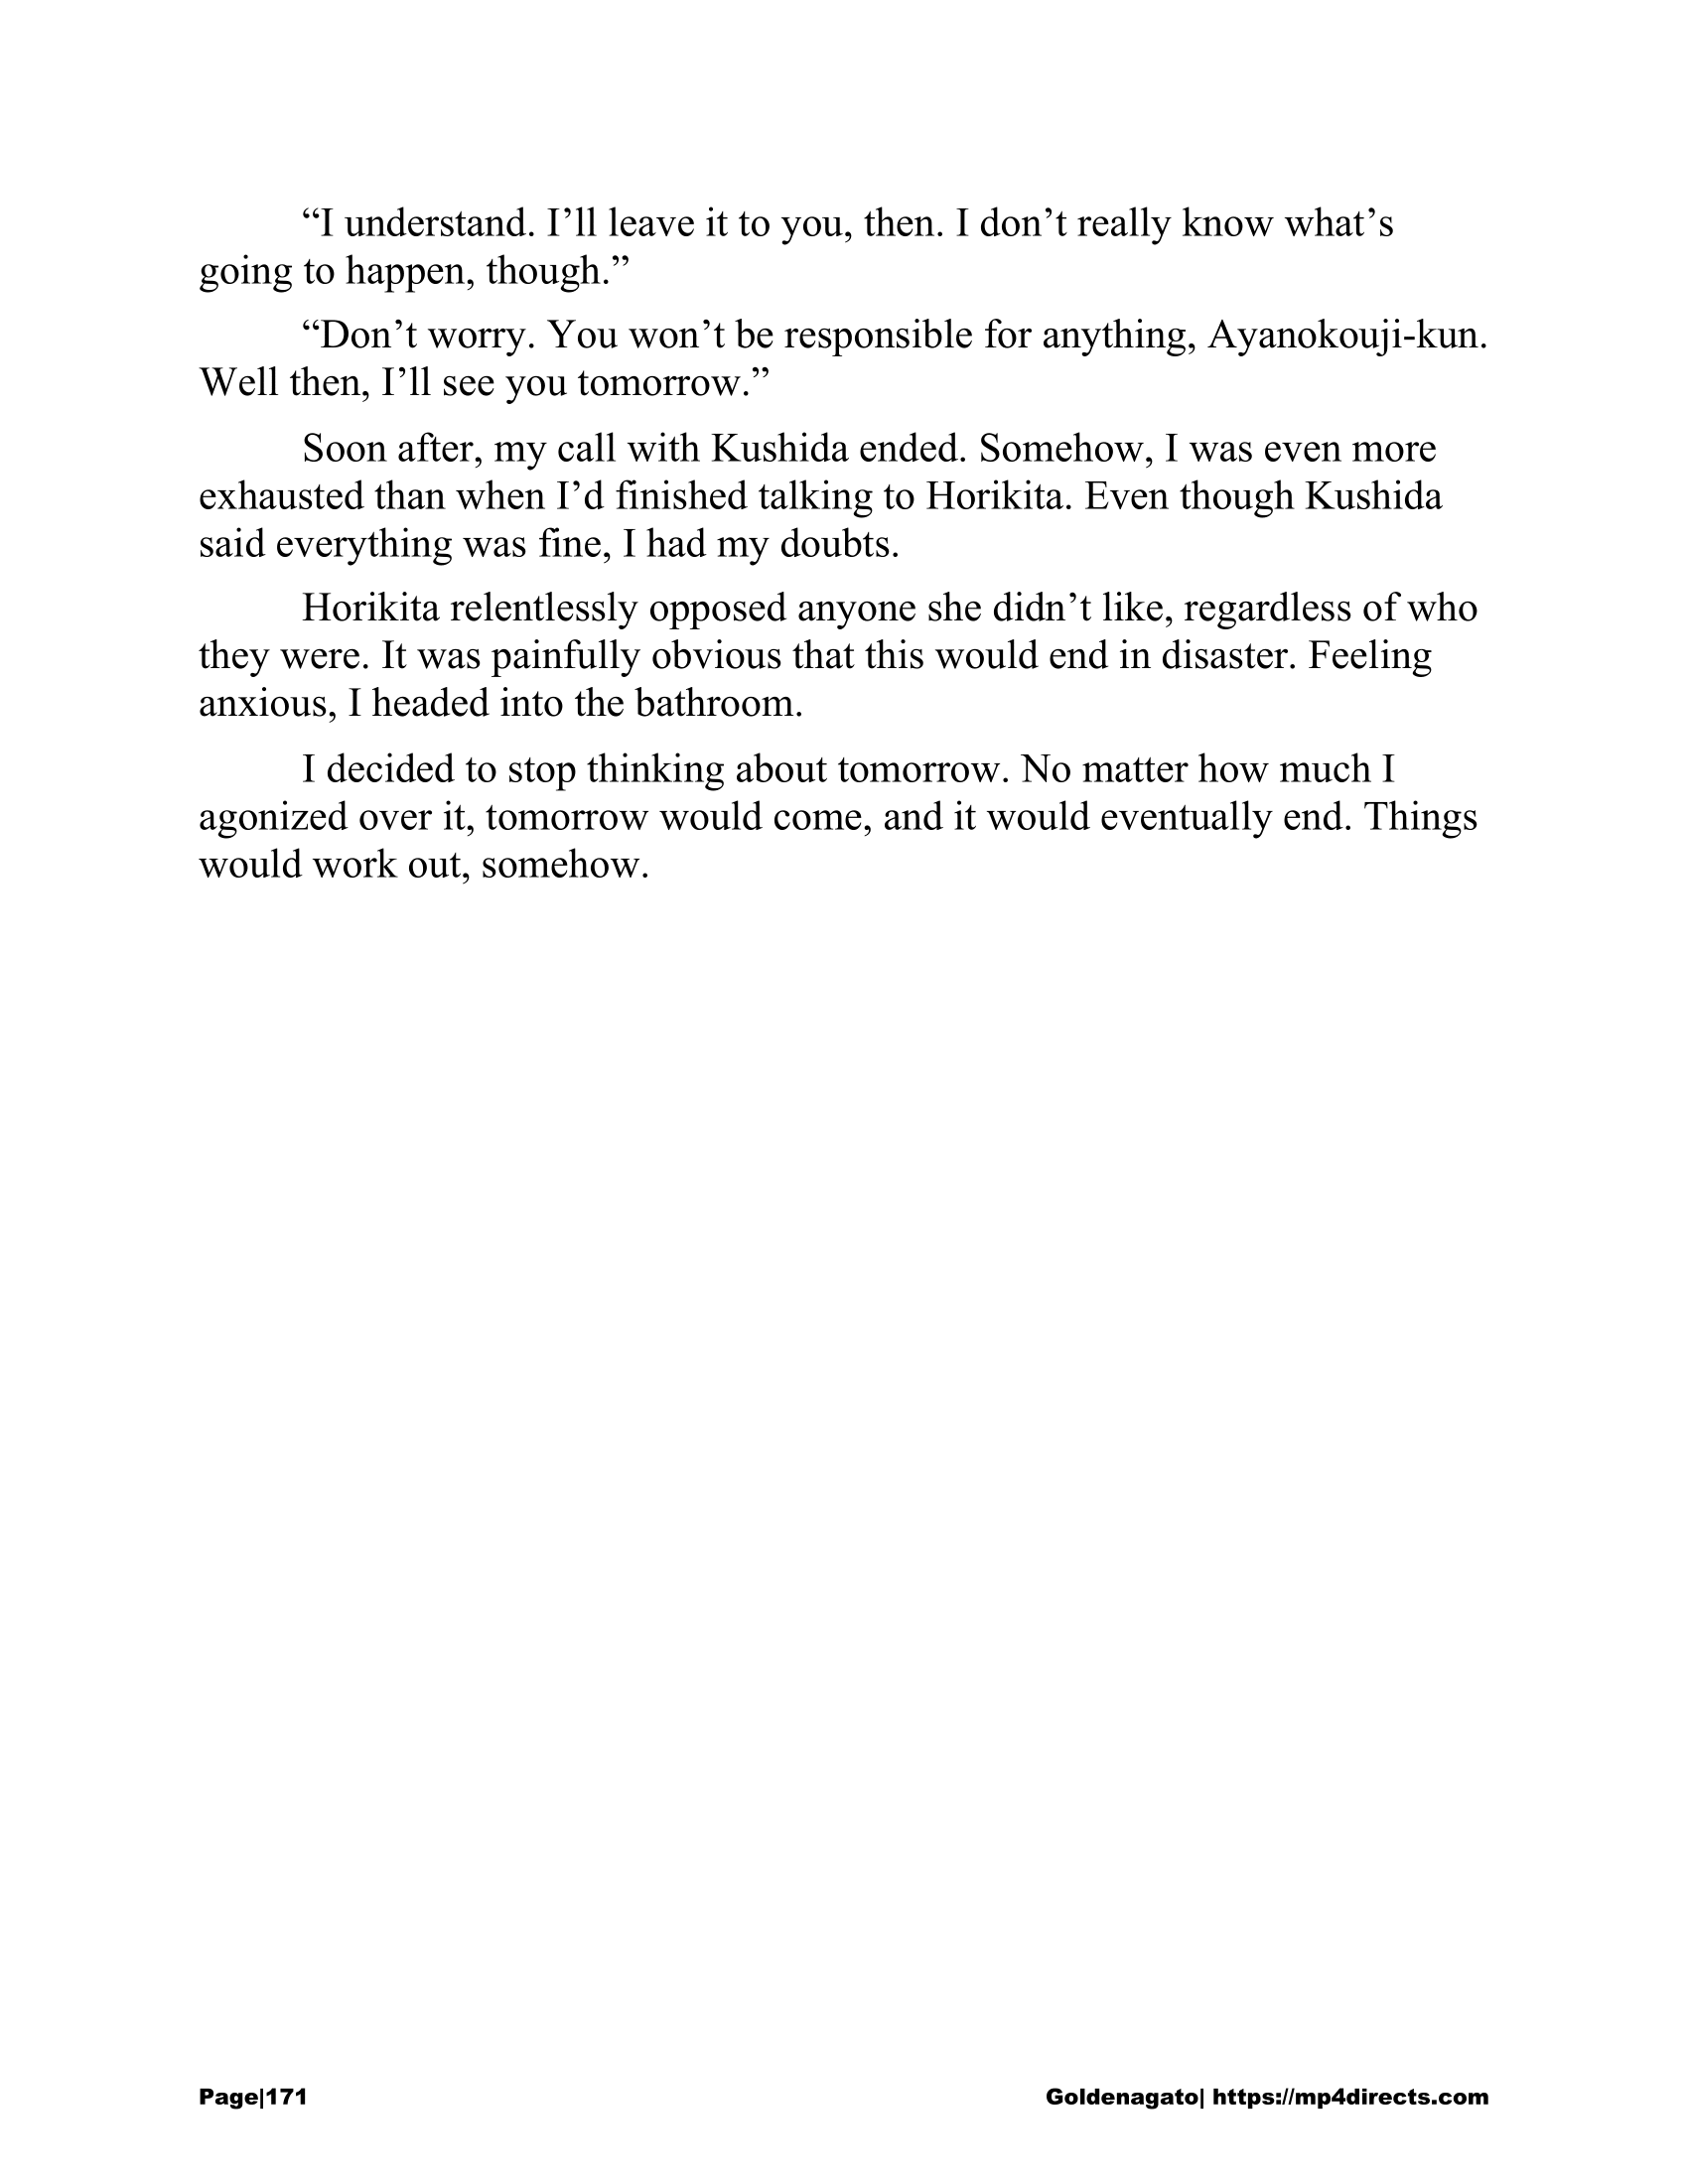 “I understand. I’ll leave it to you, then. I don’t really know what’s
going to happen, though.”
“Don’t worry. You won’t be responsible for anything, Ayanokouji-kun.
Well then, I’ll see you tomorrow.”
Soon after, my call with Kushida ended. Somehow, I was even more
exhausted than when I’d finished talking to Horikita. Even though Kushida
said everything was fine, I had my doubts.
Horikita relentlessly opposed anyone she didn’t like, regardless of who
they were. It was painfully obvious that this would end in disaster. Feeling
anxious, I headed into the bathroom.
I decided to stop thinking about tomorrow. No matter how much I
agonized over it, tomorrow would come, and it would eventually end. Things
would work out, somehow.
Page|171 Goldenagato| https://mp4directs.com